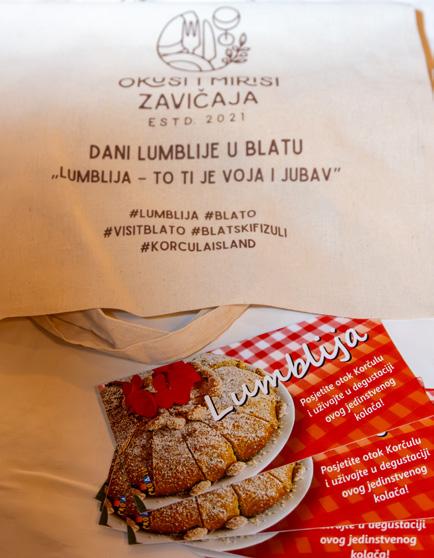 OKUSI I MIRISI
ZAVIČAJA
ESTD. 2021
DANI LUMBLIJE U BLATU
„LUMBLIJA - TO TI JE VOJA I JUBAV”
#LUMBLIJA #BLATO
#VISITBLATO #BLATSKIFIZULI
#KORCULAISLAND
Lumblija
Posjetite otok Korčulu
i uživajte u degustaciji
ovog jedinstvenog
kolača!
Posjetite otok Korčulu
i uživajte u degustaciji
ovog jedinstvenog
kolača!
i uživajte u degustaciji
ovog jedinstvenog
kolača!